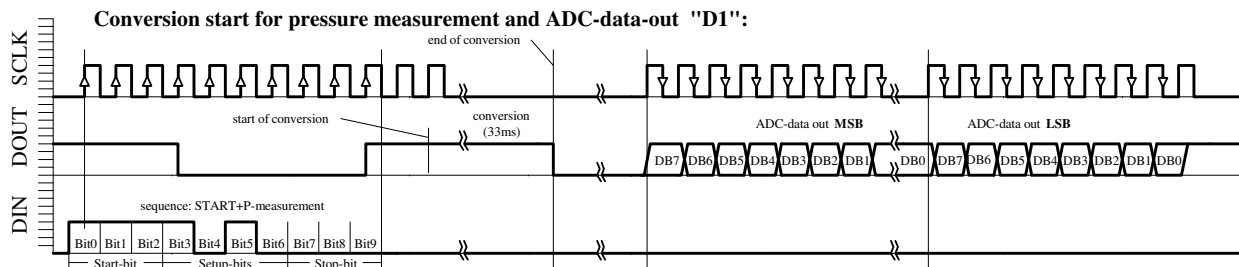 Conversion start for pressure measurement and ADC-data-out "D1":
end of conversion
SCLK
start of conversion
conversion
(33ms)
ADC-data out MSB
ADC-data out LSB
DOUT
DB7 DB6 DB5 DB4 DB3 DB2 DB1 DB0 DB7 DB6 DB5 DB4 DB3 DB2 DB1 DB0
sequence: START+P-measurement
DIN
Bit0 Bit1 Bit2 Bit3 Bit4 Bit5 Bit6 Bit7 Bit8 Bit9
Start-bit Setup-bits Stop-bit